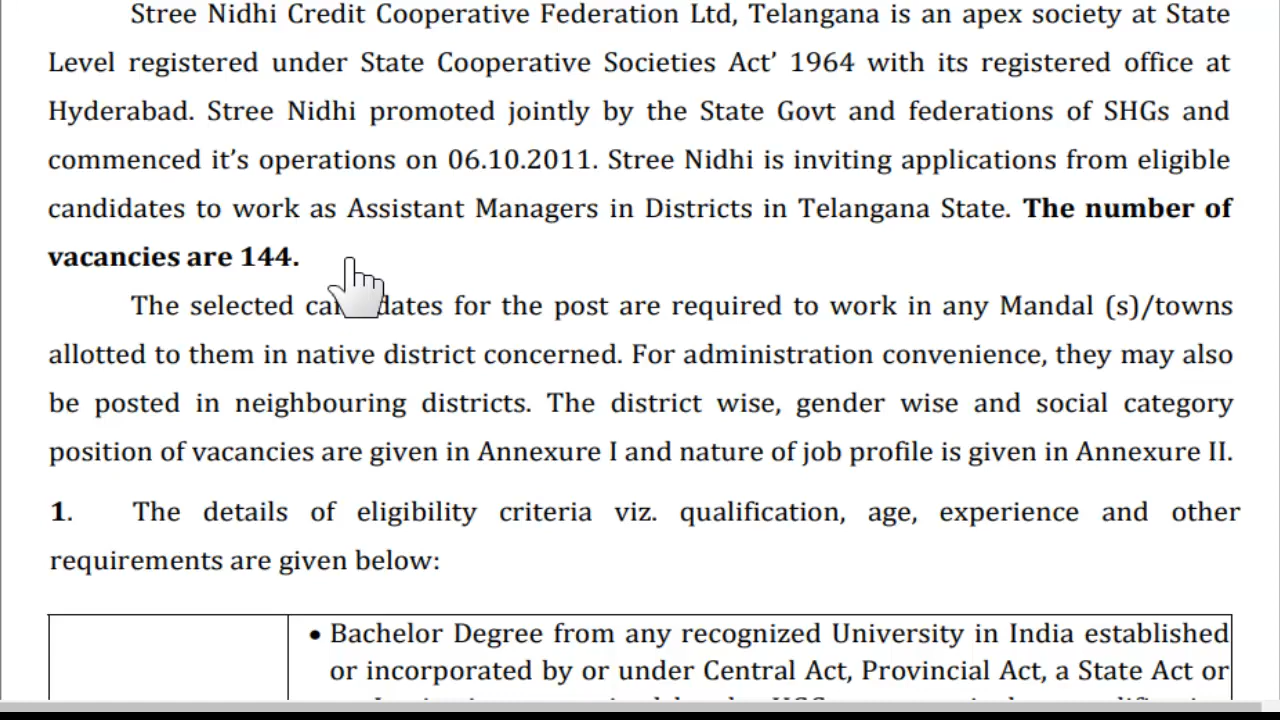 Stree Nidhi Credit Cooperative Federation Ltd, Telangana is an apex society at State
Level registered under State Cooperative Societies Act’ 1964 with its registered office at
Hyderabad. Stree Nidhi promoted jointly by the State Govt and federations of SHGs and
commenced it’s operations on 06.10.2011. Stree Nidhi is inviting applications from eligible
candidates to work as Assistant Managers in Districts in Telangana State. The number of
vacancies are 144.
The selected candidates for the post are required to work in any Mandal (s)/towns
allotted to them in native district concerned. For administration convenience, they may also
be posted in neighbouring districts. The district wise, gender wise and social category
position of vacancies are given in Annexure I and nature of job profile is given in Annexure II.
1. The details of eligibility criteria viz. qualification, age, experience and other
requirements are given below:
• Bachelor Degree from any recognized University in India established
or incorporated by or under Central Act, Provincial Act, a State Act or